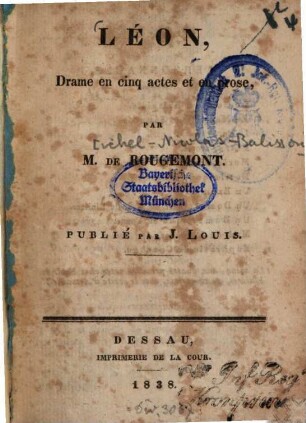 LÉON,
Drame en cinq actes et en prose,
PAR
M. DE ROUGEMONT.
Bayerische
Staatsbibliothek
München
PUBLIÉ PAR J. LOUIS.
DESSAU,
IMPRIMERIE DE LA COUR.
1838.